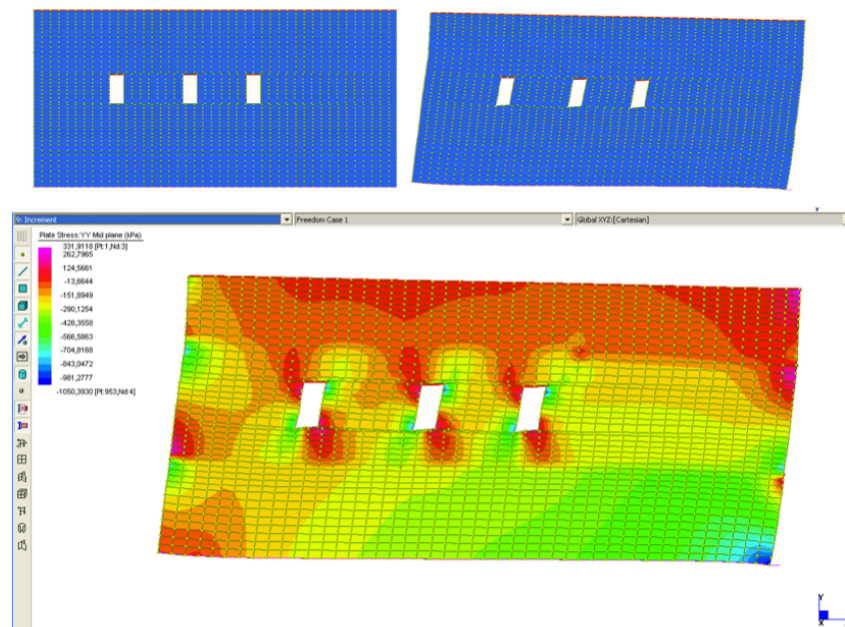 9: Increment
Freedom Case 1
Global XYZ:[Cartesian]
Plate Stress:YY Mid plane (kPa)
331,9118 [Pt:1,Nd:3]
262,7965
124,5661
-13,6644
-151,8949
-290,1254
-428,3558
-566,5863
-704,8168
-843,0472
-981,2777
-1050,3930 [Pt:953,Nd:4]
Y
X